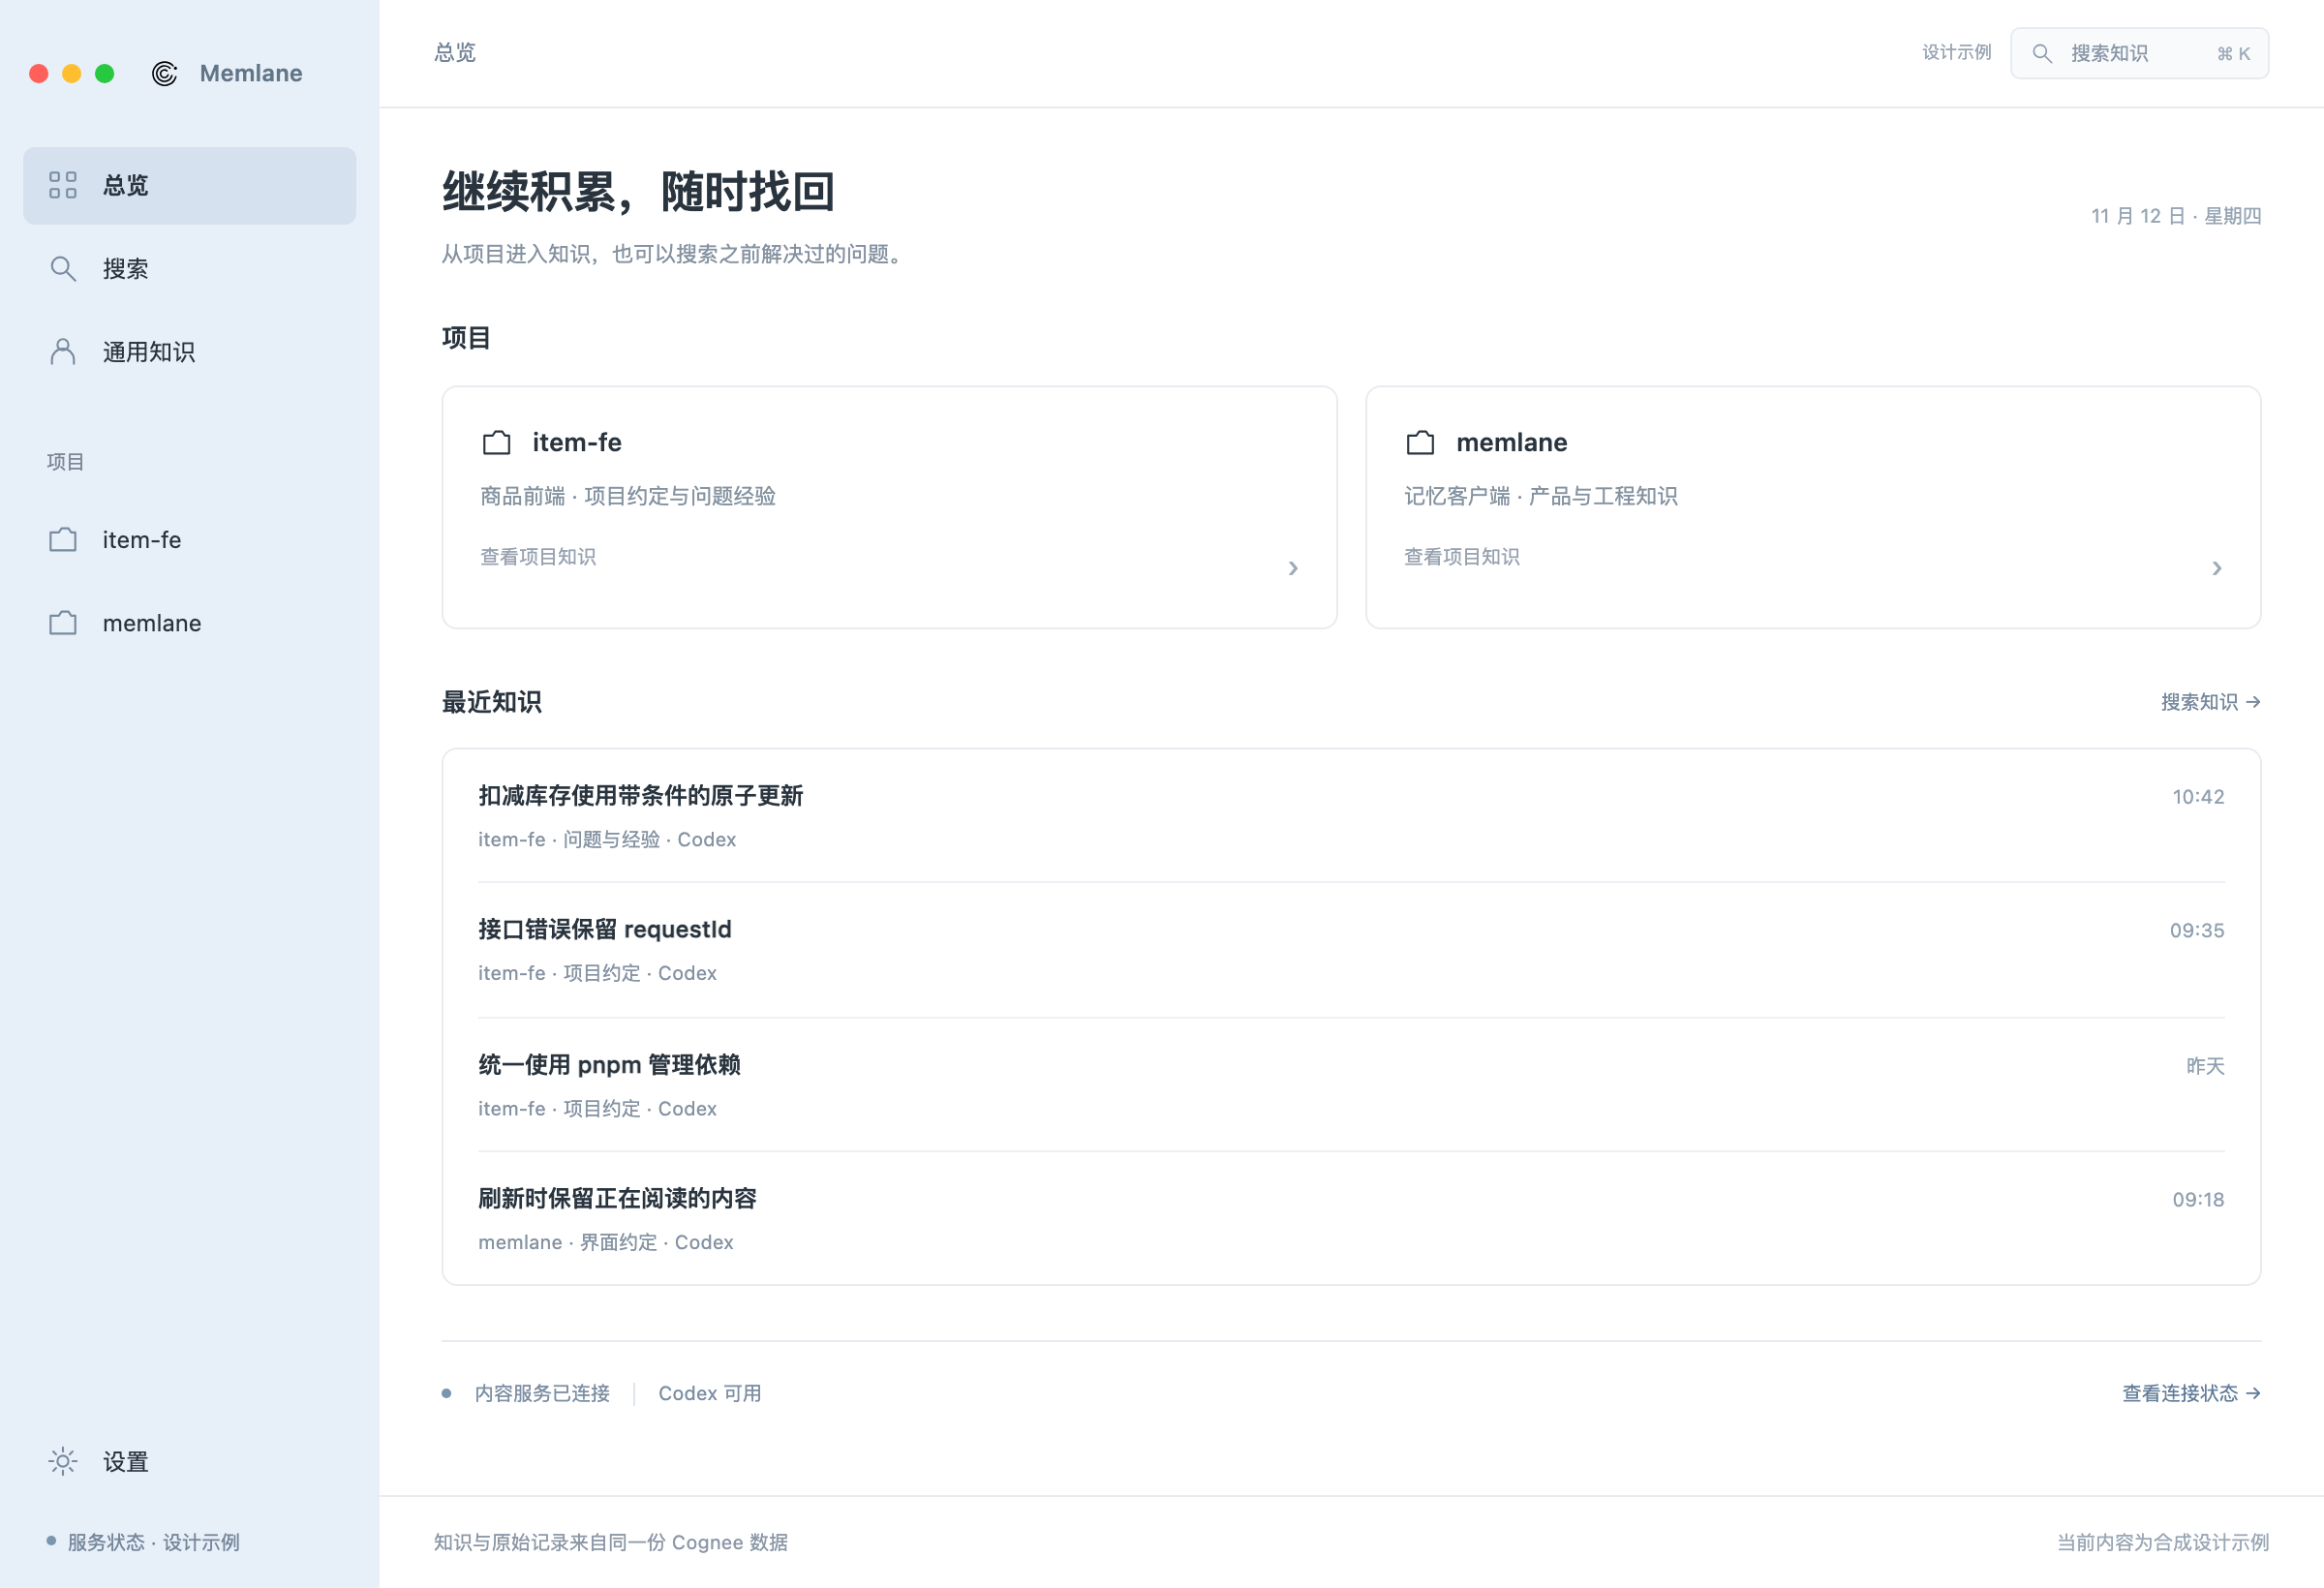 Memlane
总览
搜索
通用知识
项目
item-fe
memlane
设置
服务状态 · 设计示例
总览
设计示例
搜索知识 ⌘ K
继续积累，随时找回
11 月 12 日 · 星期四
从项目进入知识，也可以搜索之前解决过的问题。
项目
item-fe
商品前端 · 项目约定与问题经验
查看项目知识 ›
memlane
记忆客户端 · 产品与工程知识
查看项目知识 ›
最近知识
搜索知识 →
扣减库存使用带条件的原子更新
10:42
item-fe · 问题与经验 · Codex
接口错误保留 requestId
09:35
item-fe · 项目约定 · Codex
统一使用 pnpm 管理依赖
昨天
item-fe · 项目约定 · Codex
刷新时保留正在阅读的内容
09:18
memlane · 界面约定 · Codex
内容服务已连接
Codex 可用
查看连接状态 →
知识与原始记录来自同一份 Cognee 数据
当前内容为合成设计示例